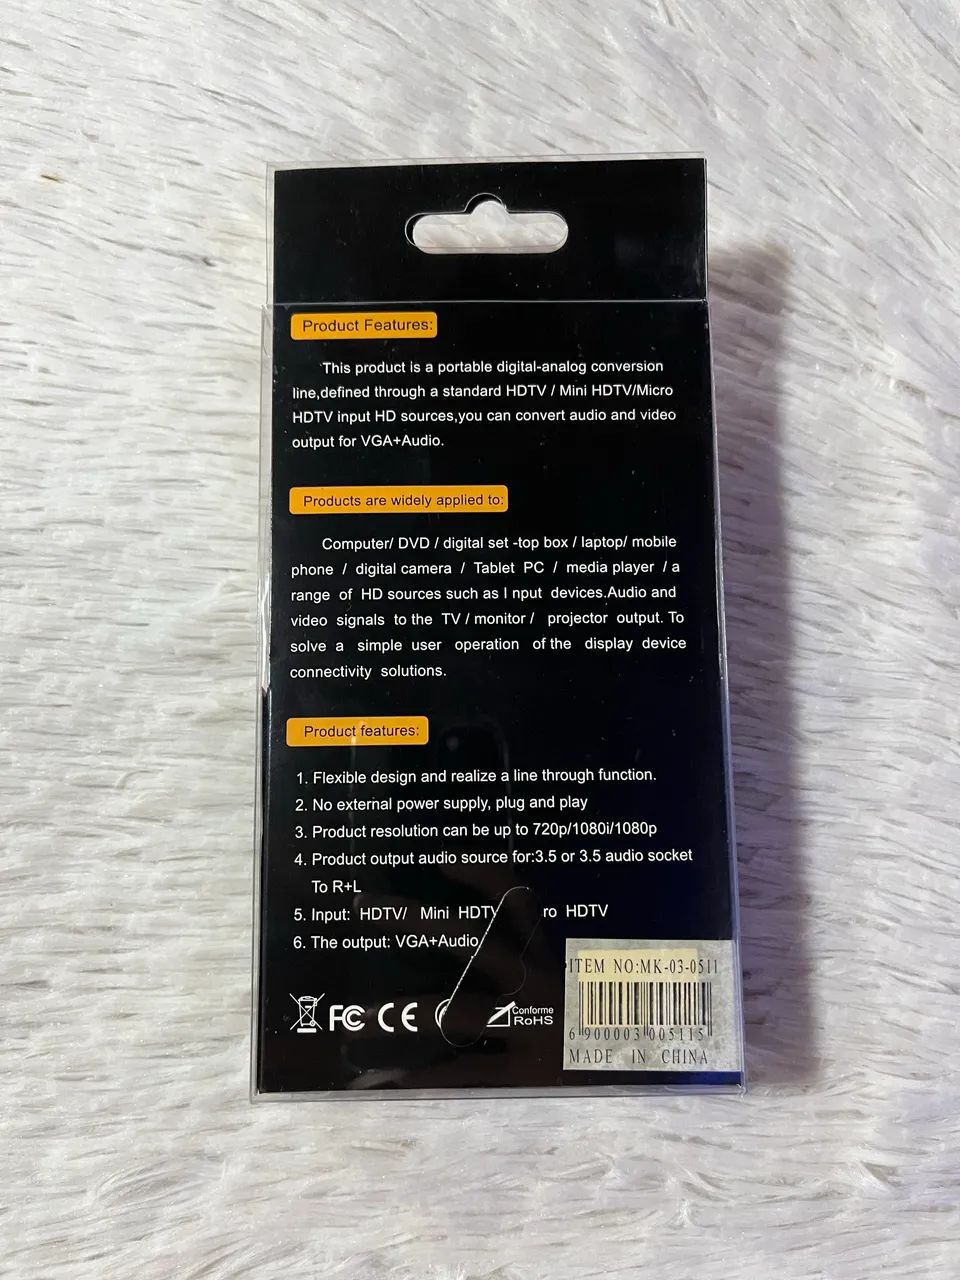 Product Features:
This product is a portable digital-analog conversion
line,defined through a standard HDTV / Mini HDTV/Micro
HDTV input HD sources,you can convert audio and video
output for VGA+Audio.
Products are widely applied to:
Computer/ DVD / digital set -top box / laptop/ mobile
phone / digital camera / Tablet PC / media player / a
range of HD sources such as I nput devices.Audio and
video signals to the TV / monitor / projector output. To
solve a simple user operation of the display device
connectivity solutions.
Product features:
1. Flexible design and realize a line through function.
2. No external power supply, plug and play
3. Product resolution can be up to 720p/1080i/1080p
4. Product output audio source for:3.5 or 3.5 audio socket
To R+L
5. Input: HDTV/ Mini HDTV ro HDTV
6. The output: VGA+Audio
FC CE Conforme
RoHS
ITEM NO:MK-03-0511
6 900003 005115
MADE IN CHINA